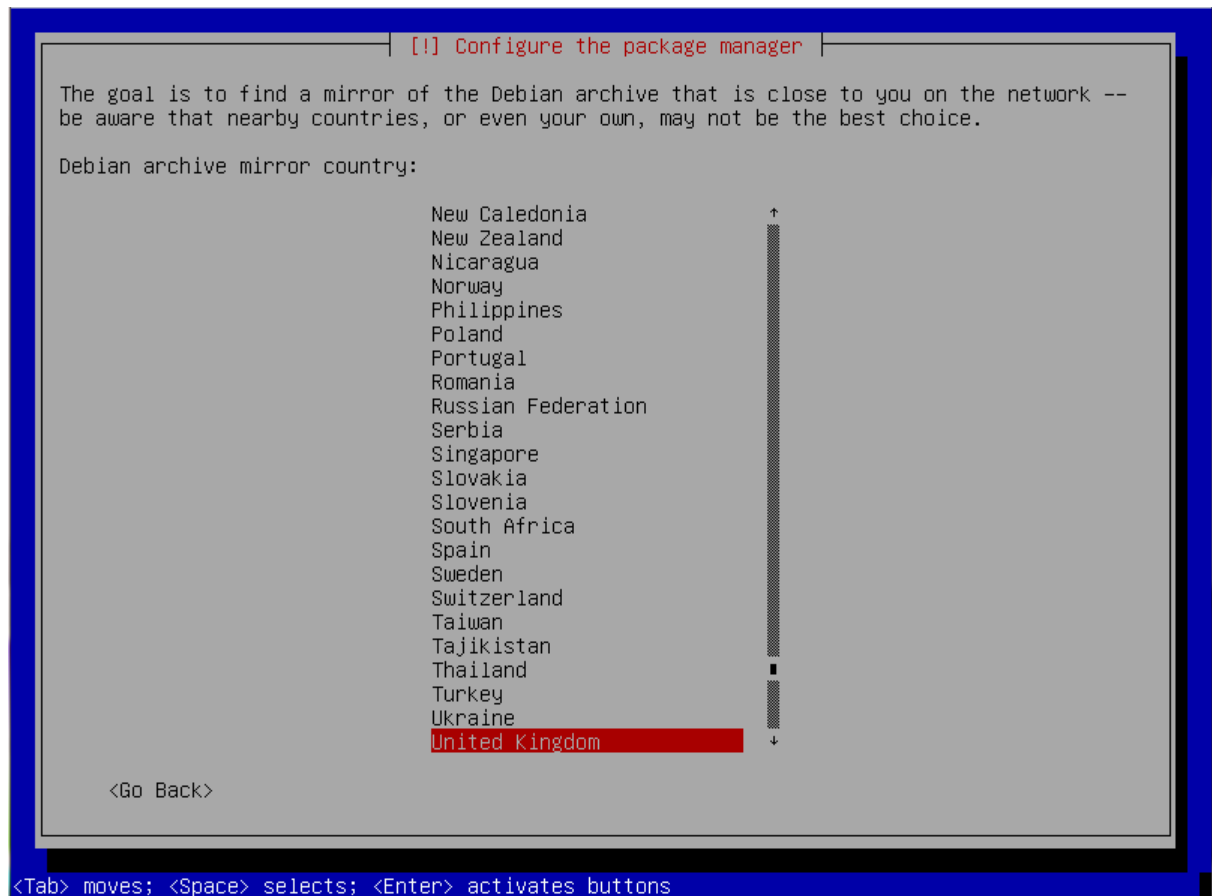 [!] Configure the package manager
The goal is to find a mirror of the Debian archive that is close to you on the network --
be aware that nearby countries, or even your own, may not be the best choice.
Debian archive mirror country:
New Caledonia
New Zealand
Nicaragua
Norway
Philippines
Poland
Portugal
Romania
Russian Federation
Serbia
Singapore
Slovakia
Slovenia
South Africa
Spain
Sweden
Switzerland
Taiwan
Tajikistan
Thailand
Turkey
Ukraine
United Kingdom
<Go Back>
<Tab> moves; <Space> selects; <Enter> activates buttons